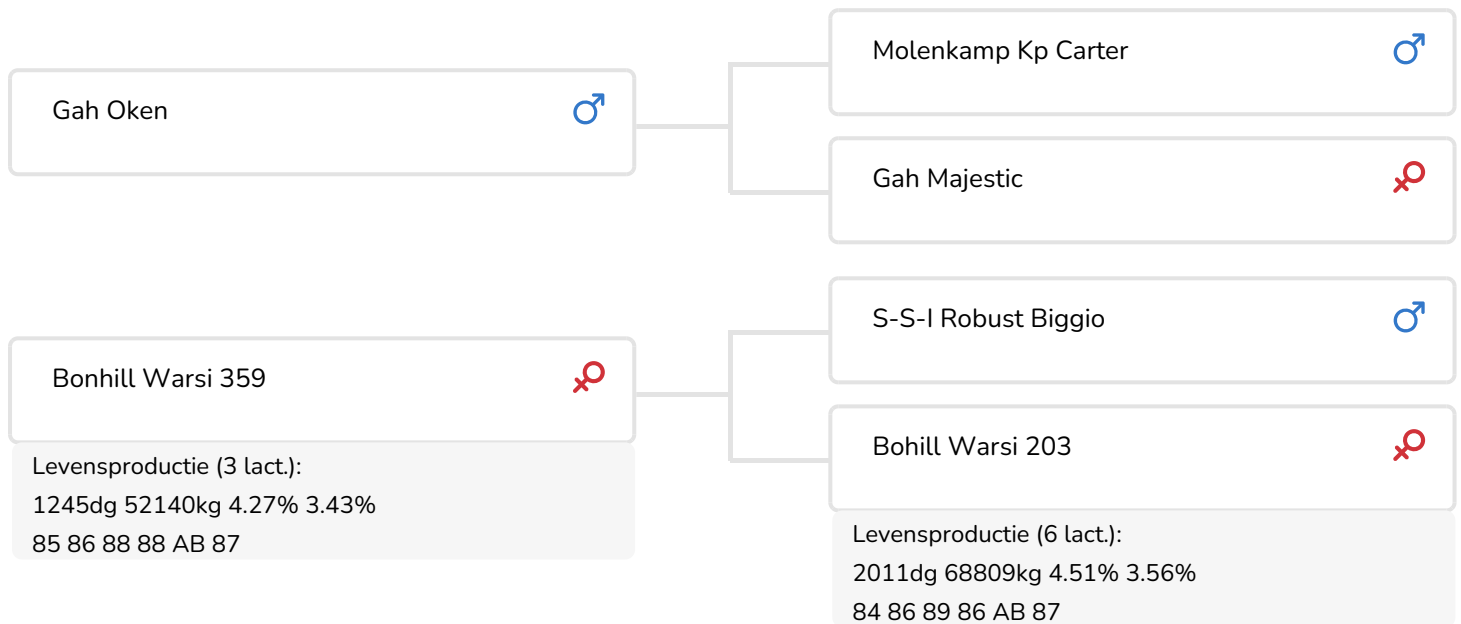 Molenkamp Kp Carter
Gah Oken
Gah Majestic
S-S-I Robust Biggio
Bonhill Warsi 359
Levensproductie (3 lact.):
1245dg 52140kg 4.27% 3.43%
85 86 88 88 AB 87
Bohill Warsi 203
Levensproductie (6 lact.):
2011dg 68809kg 4.51% 3.56%
84 86 89 86 AB 87